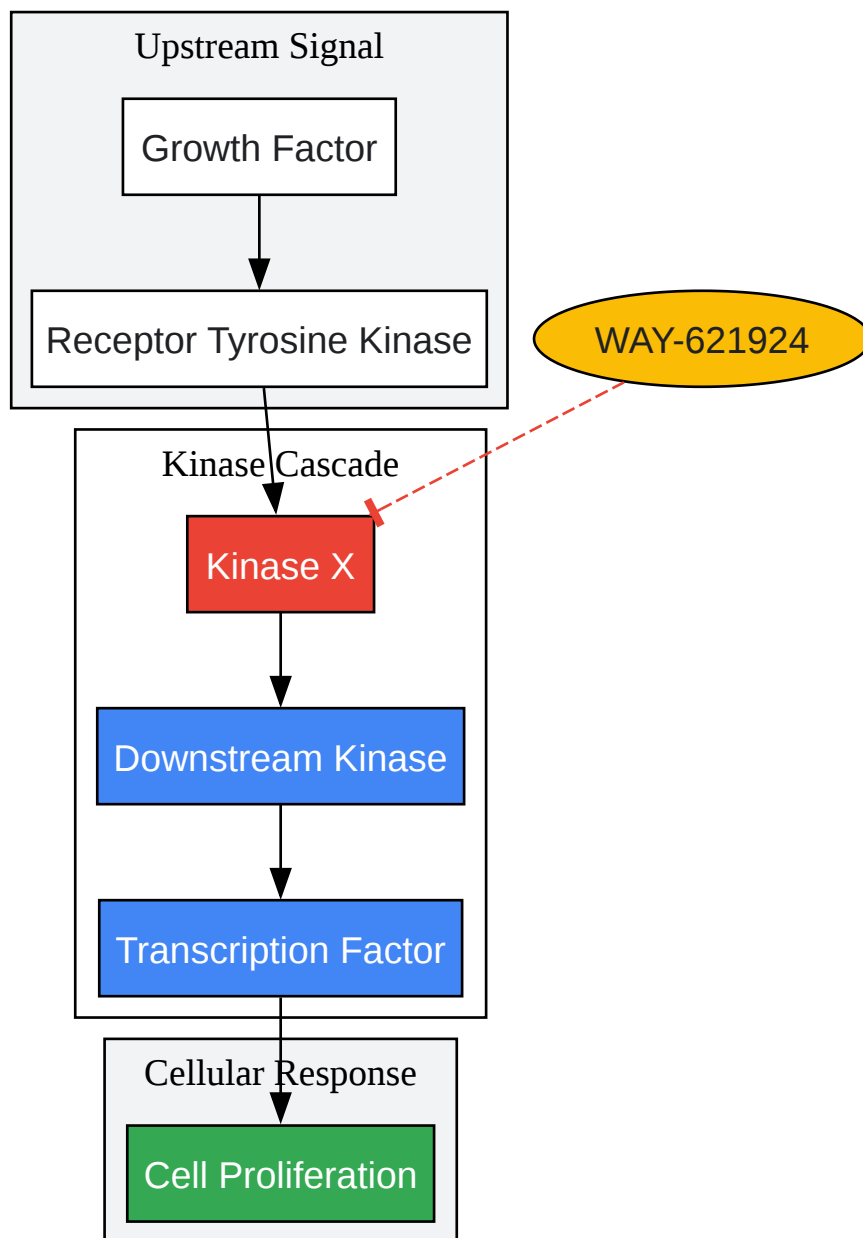 Upstream Signal
Growth Factor
Receptor Tyrosine Kinase
WAY-621924
Kinase Cascade
Kinase X
Downstream Kinase
Transcription Factor
Cellular Response
Cell Proliferation